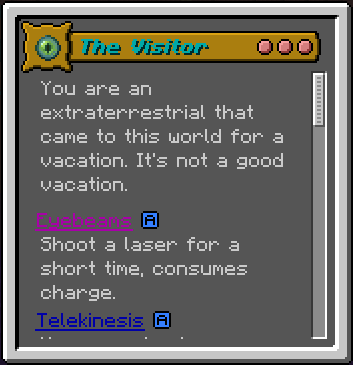 The Visitor
You are an
extraterrestrial that
came to this world for a
vacation. It's not a good
vacation.
Eyebeams A
Shoot a laser for a
short time, consumes
charge.
Telekinesis A